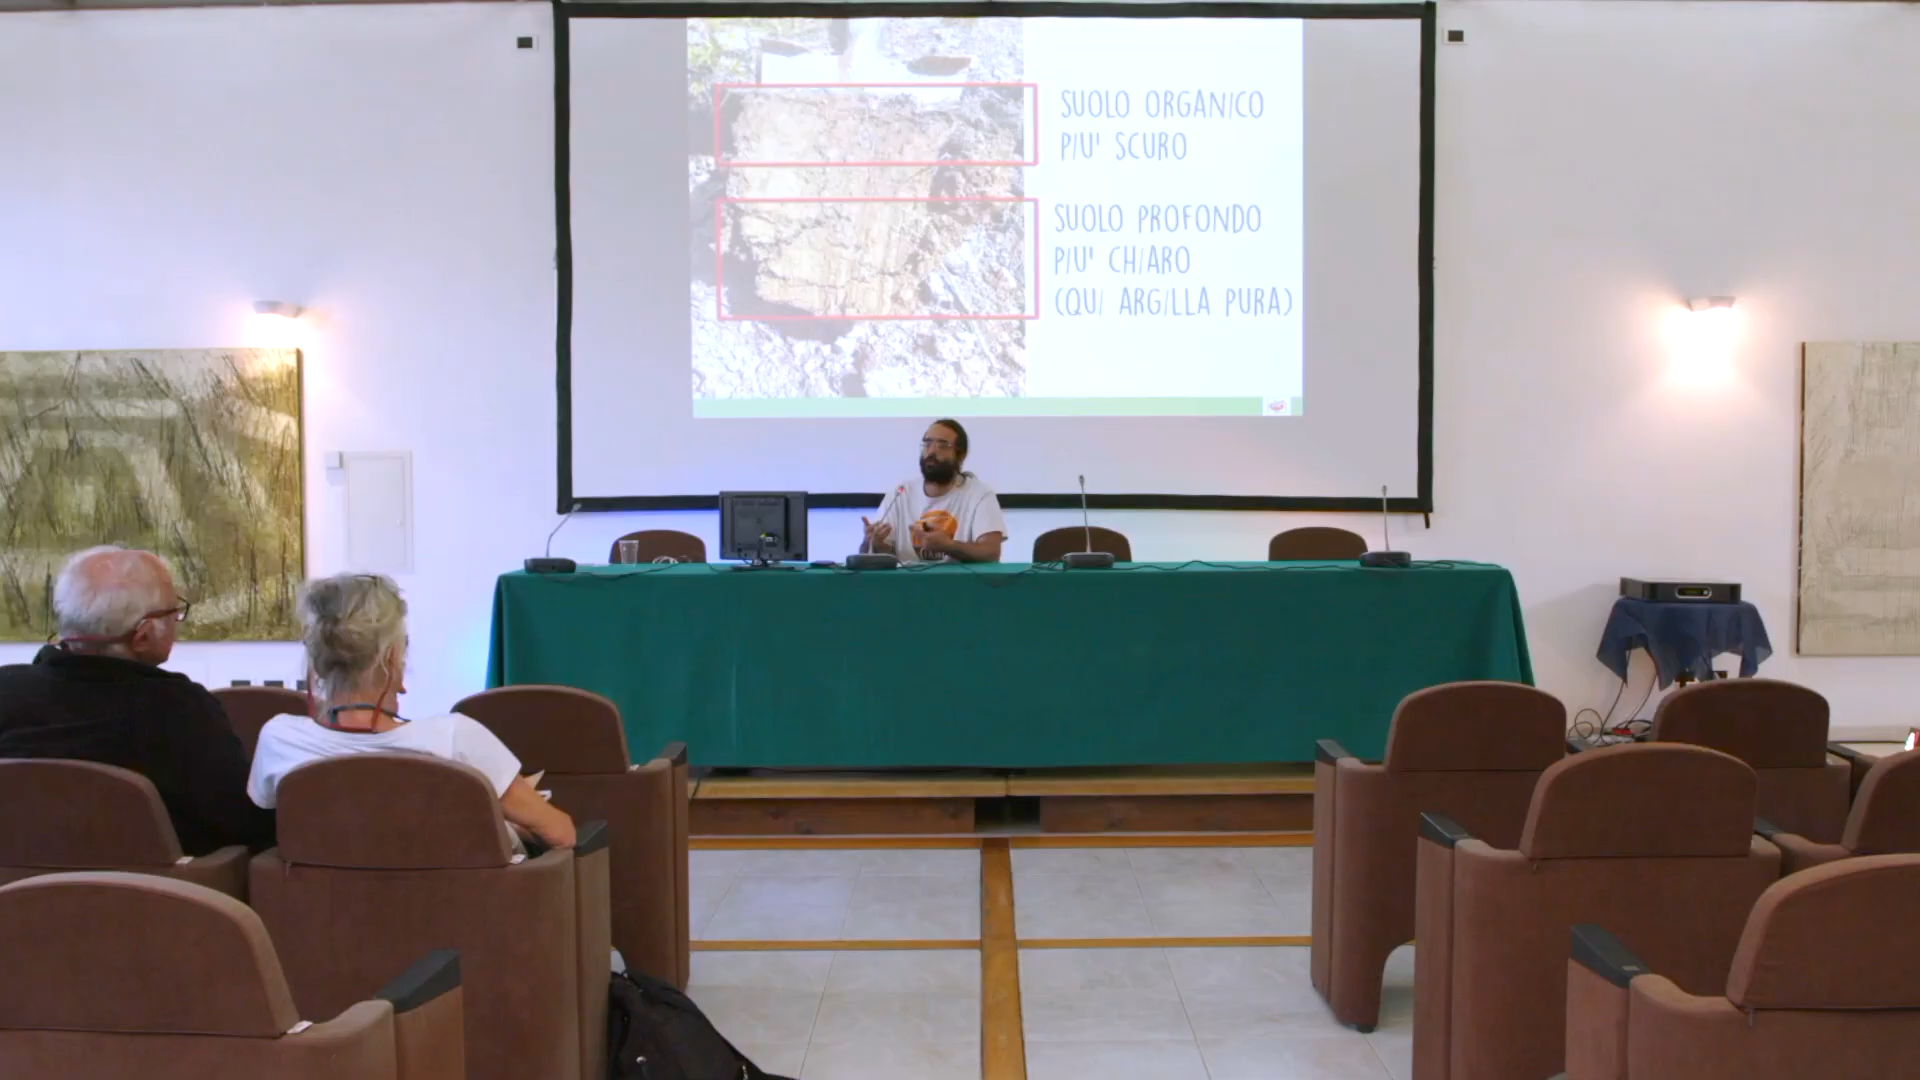 SUOLO ORGANICO
PIU' SCURO
SUOLO PROFONDO
PIU' CHIARO
(QUI ARGILLA PURA)